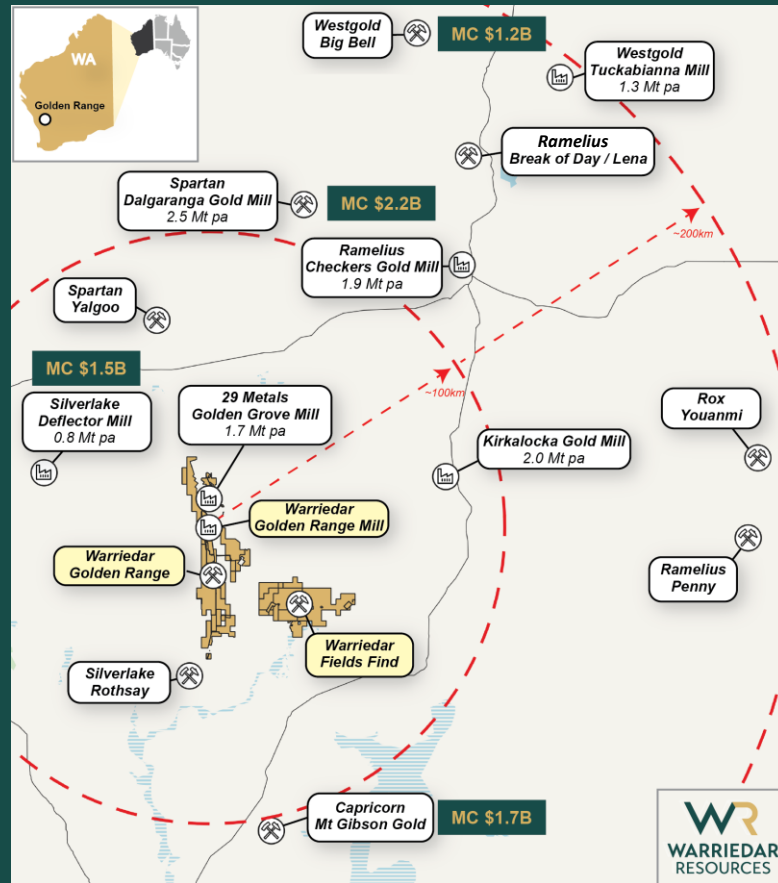 WA
Golden Range
Westgold
Big Bell
MC $1.2B
Westgold
Tuckabianna Mill
1.3 Mt pa
Ramelius
Break of Day / Lena
Spartan
Dalgaranga Gold Mill
2.5 Mt pa
MC $2.2B
~200km
Ramelius
Checkers Gold Mill
1.9 Mt pa
Spartan
Yalgoo
MC $1.5B
Silverlake
Deflector Mill
0.8 Mt pa
29 Metals
Golden Grove Mill
1.7 Mt pa
~100km
Rox
Youanmi
Kirkalocka Gold Mill
2.0 Mt pa
Warriedar
Golden Range Mill
Warriedar
Golden Range
Ramelius
Penny
Warriedar
Fields Find
Silverlake
Rothsay
Capricorn
Mt Gibson Gold
MC $1.7B
WR
WARRIEDAR
RESOURCES